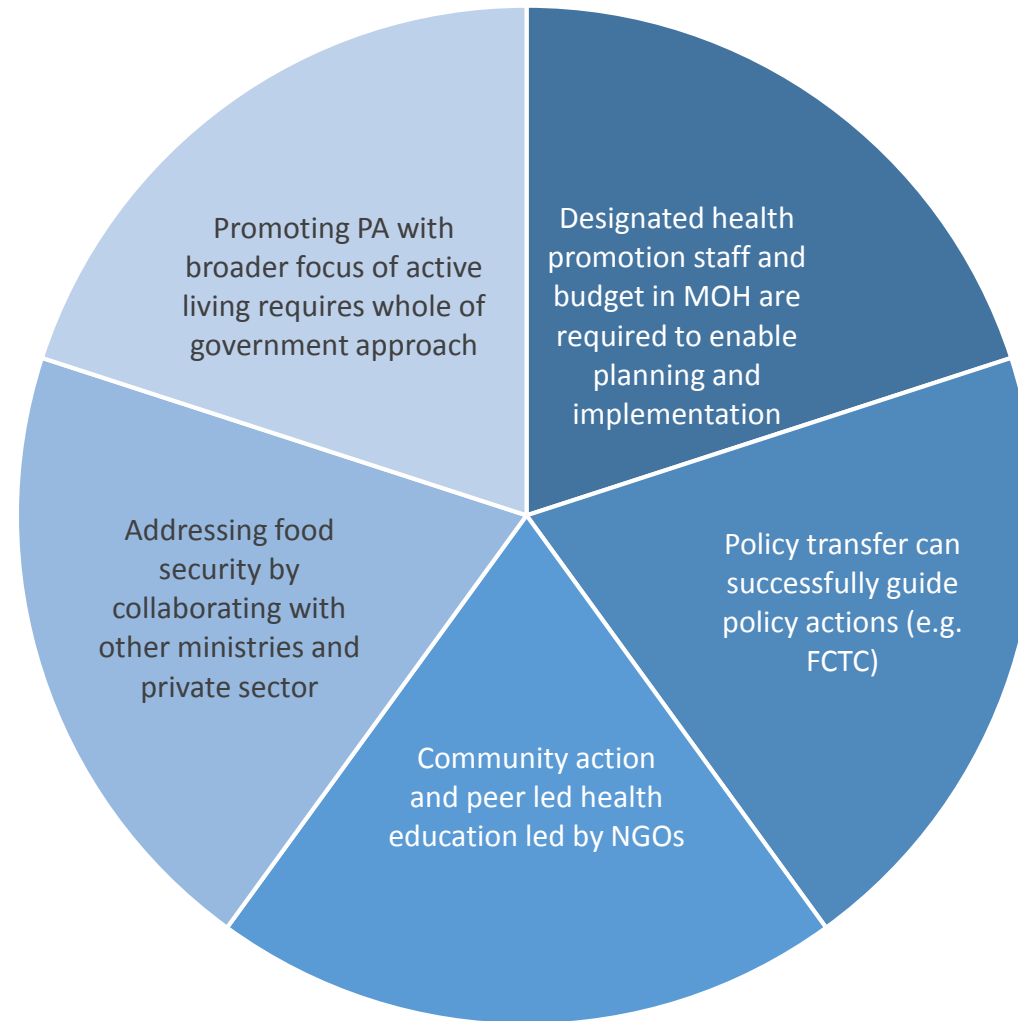 Designated health
promotion staff and
budget in MOH are
required to enable
planning and
implementation
Policy transfer can
successfully guide
policy actions (e.g.
FCTC)
Community action
and peer led health
education led by NGOs
Addressing food
security by
collaborating with
other ministries and
private sector
Promoting PA with
broader focus of active
living requires whole of
government approach